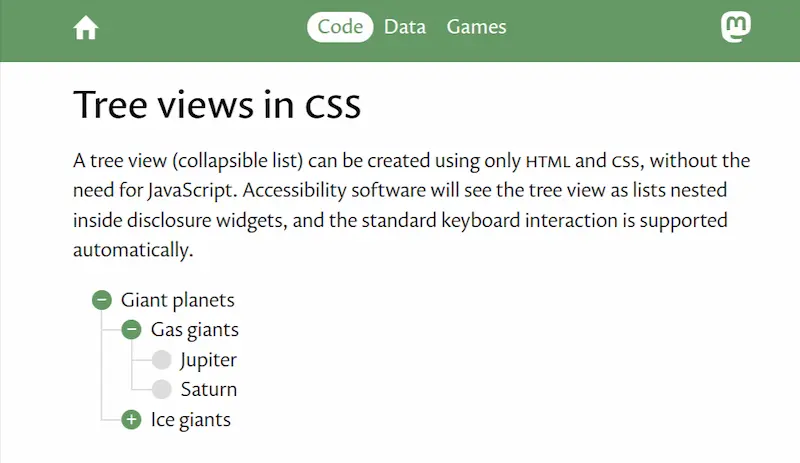 Code Data Games
Tree views in CSS
A tree view (collapsible list) can be created using only HTML and CSS, without the
need for JavaScript. Accessibility software will see the tree view as lists nested
inside disclosure widgets, and the standard keyboard interaction is supported
automatically.
Giant planets
Gas giants
Jupiter
Saturn
Ice giants